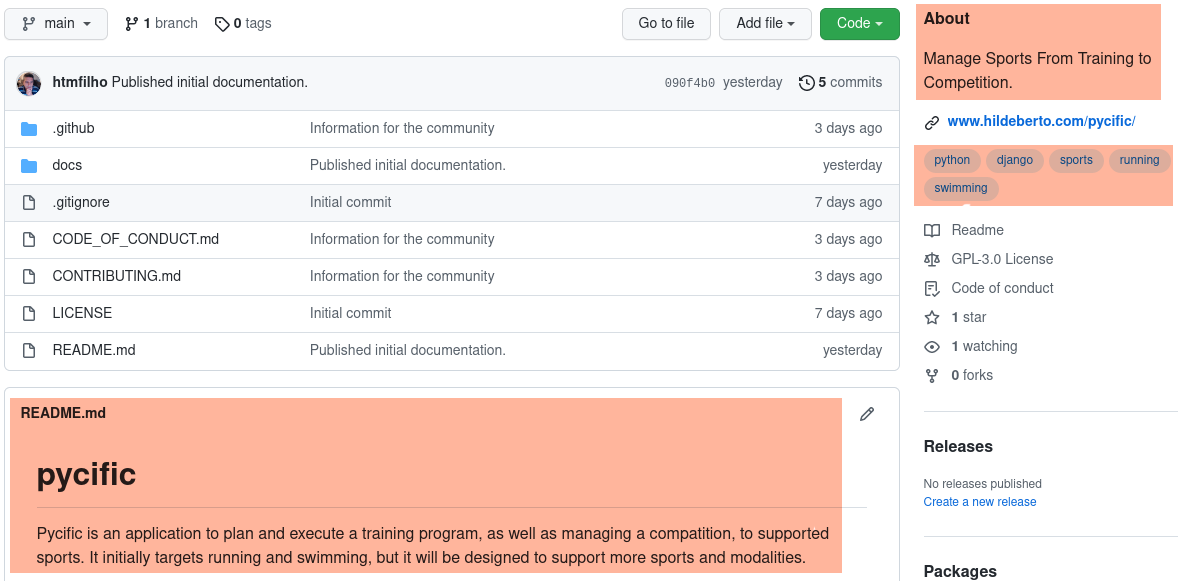 main 1 branch 0 tags Go to file Add file Code
htmfilho Published initial documentation. 090f4b0 yesterday 5 commits
.github Information for the community 3 days ago
docs Published initial documentation. yesterday
.gitignore Initial commit 7 days ago
CODE_OF_CONDUCT.md Information for the community 3 days ago
CONTRIBUTING.md Information for the community 3 days ago
LICENSE Initial commit 7 days ago
README.md Published initial documentation. yesterday
README.md
pycific
Pycific is an application to plan and execute a training program, as well as managing a compatition, to supported
sports. It initially targets running and swimming, but it will be designed to support more sports and modalities.
About
Manage Sports From Training to
Competition.
www.hildeberto.com/pycific/
python django sports running
swimming
Readme
GPL-3.0 License
Code of conduct
1 star
1 watching
0 forks
Releases
No releases published
Create a new release
Packages